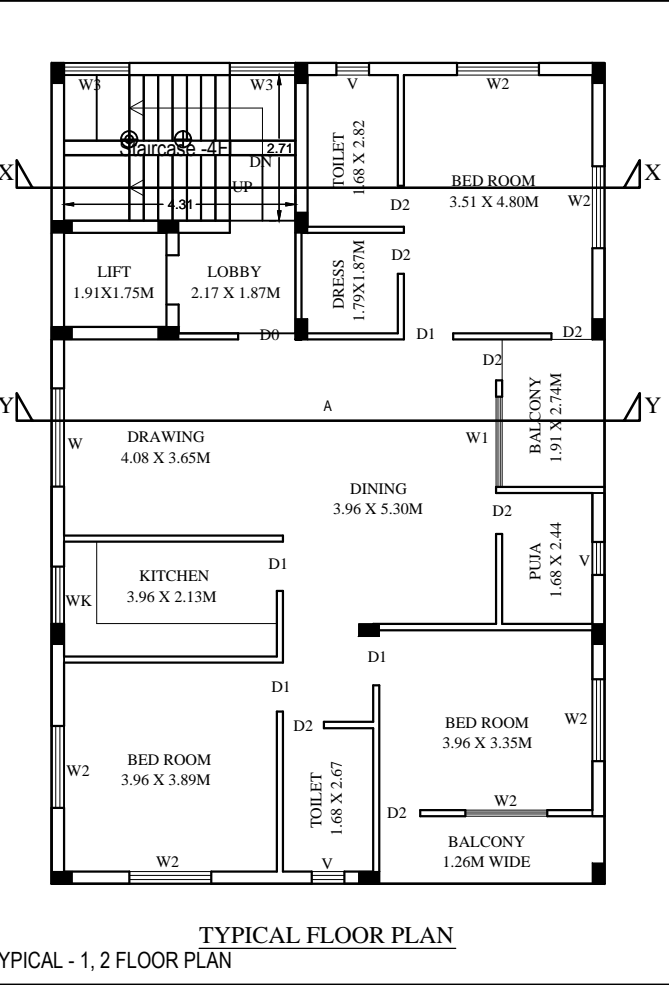 W3
W3
V
W2
Staircase -4F
2.71
DN
UP
4.31
TOILET
1.68 X 2.82
BED ROOM
3.51 X 4.80M
W2
X
X
D2
D2
LIFT
1.91X1.75M
LOBBY
2.17 X 1.87M
DRESS
1.79X1.87M
D0
D1
D2
D2
BALCONY
1.91 X 2.74M
Y
Y
A
W
DRAWING
4.08 X 3.65M
W1
DINING
3.96 X 5.30M
D2
PUJA
1.68 X 2.44
V
D1
KITCHEN
3.96 X 2.13M
WK
D1
D1
BED ROOM
3.96 X 3.35M
W2
D2
BED ROOM
3.96 X 3.89M
W2
TOILET
1.68 X 2.67
W2
D2
BALCONY
1.26M WIDE
W2
V
TYPICAL FLOOR PLAN
YPICAL - 1, 2 FLOOR PLAN